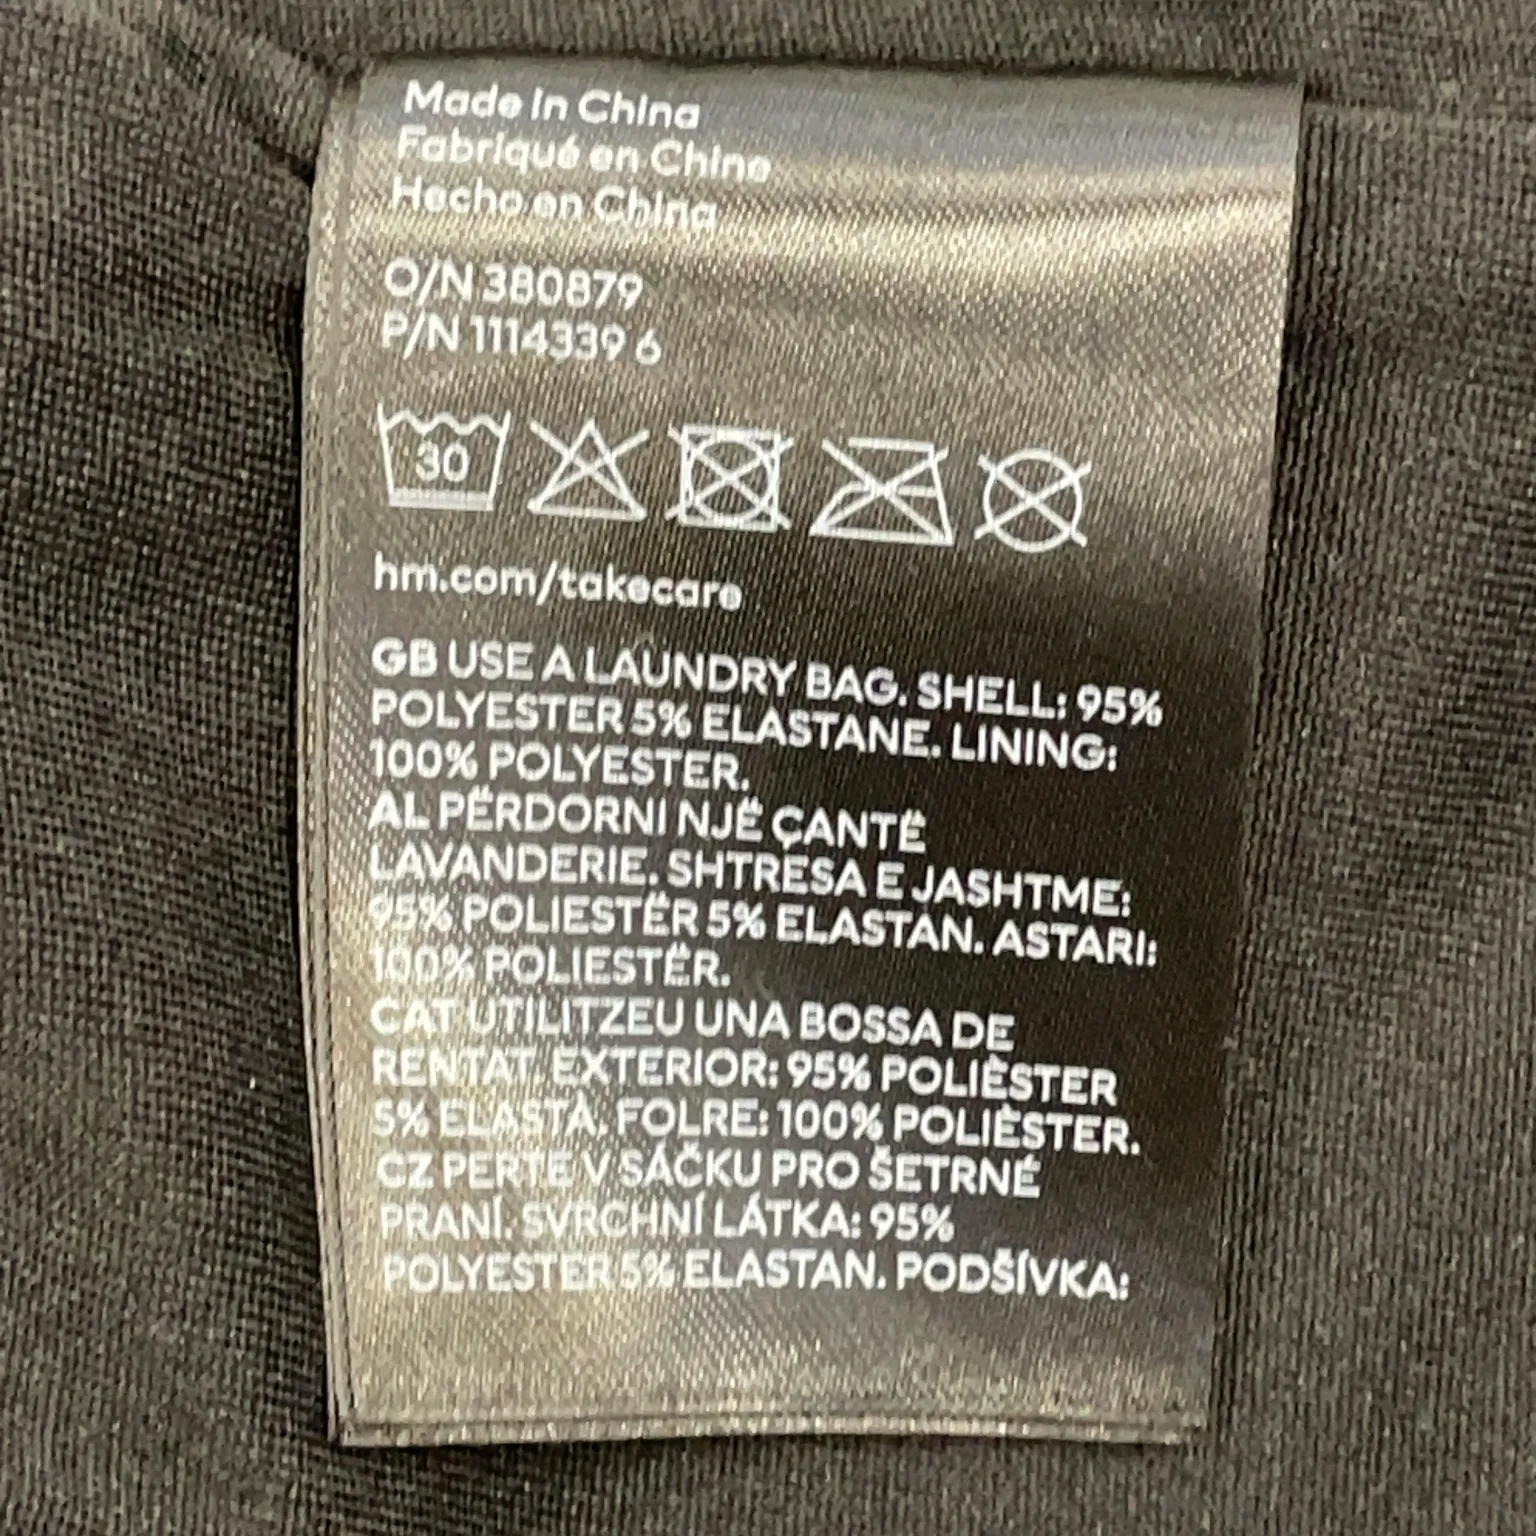 Made in China
Fabriqué en Chine
Hecho en China
O/N 380879
P/N 1114339 6
30
hm.com/takecare
GB USE A LAUNDRY BAG. SHELL: 95%
POLYESTER 5% ELASTANE. LINING:
100% POLYESTER.
AL PËRDORNI NJË ÇANTË
LAVANDERIE. SHTRESA E JASHTME:
95% POLIESTËR 5% ELASTAN. ASTARI:
100% POLIESTËR.
CAT UTILITZEU UNA BOSSA DE
RENTAT. EXTERIOR: 95% POLIÈSTER
5% ELASTÀ. FOLRE: 100% POLIÈSTER.
CZ PERTE V SÁČKU PRO ŠETRNÉ
PRANÍ. SVRCHNÍ LÁTKA: 95%
POLYESTER 5% ELASTAN. PODŠÍVKA: